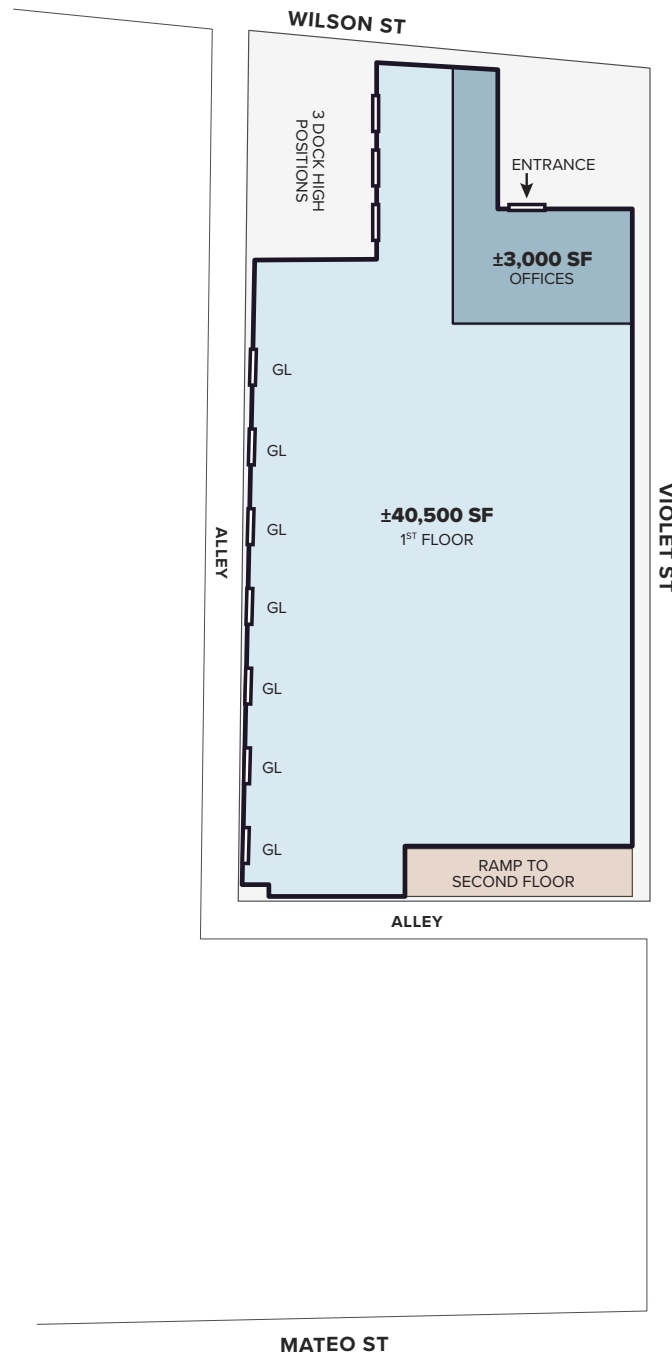 WILSON ST
3 DOCK HIGH
POSITIONS
ENTRANCE
±3,000 SF
OFFICES
GL
GL
±40,500 SF
1ST FLOOR
VIOLET ST
ALLEY
GL
GL
GL
GL
GL
RAMP TO
SECOND FLOOR
ALLEY
MATEO ST